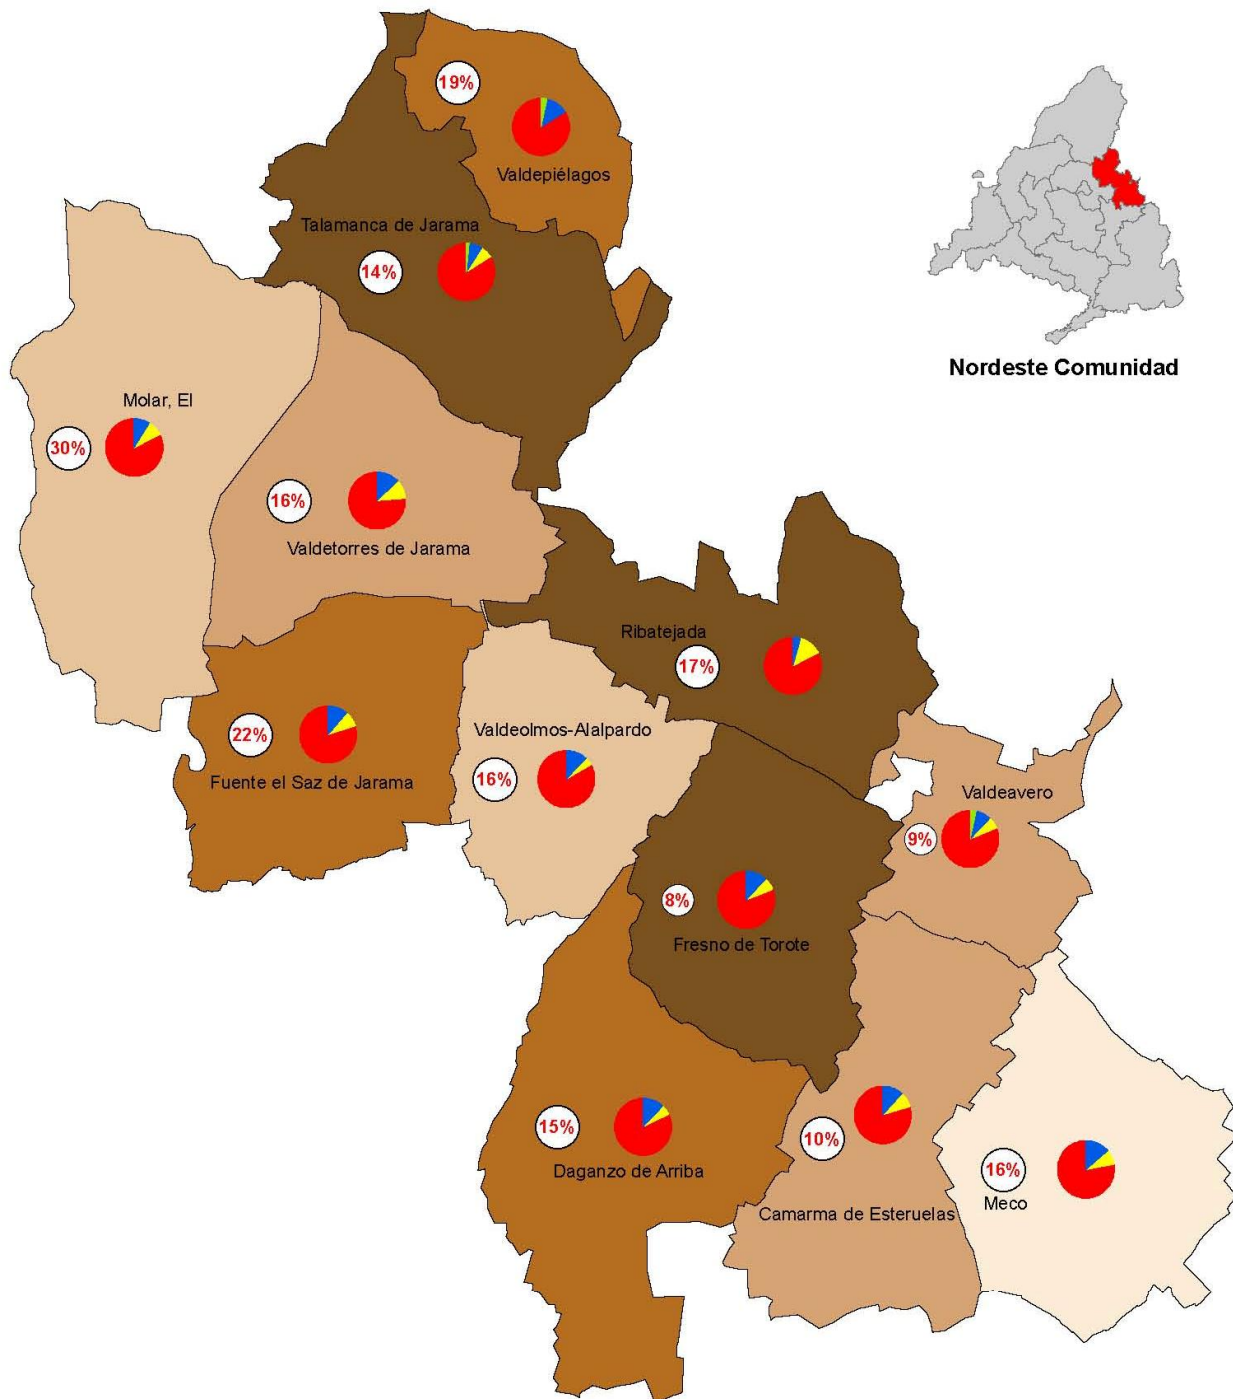 19%
Valdepiélagos
Talamanca de Jarama
14%
Nordeste Comunidad
Molar, El
30%
16%
Valdetorres de Jarama
Ribatejada
17%
22%
Fuente el Saz de Jarama
Valdeolmos-Alalpardo
16%
Valdeavero
9%
8%
Fresno de Torote
15%
Daganzo de Arriba
10%
Camarma de Esteruelas
16%
Meco